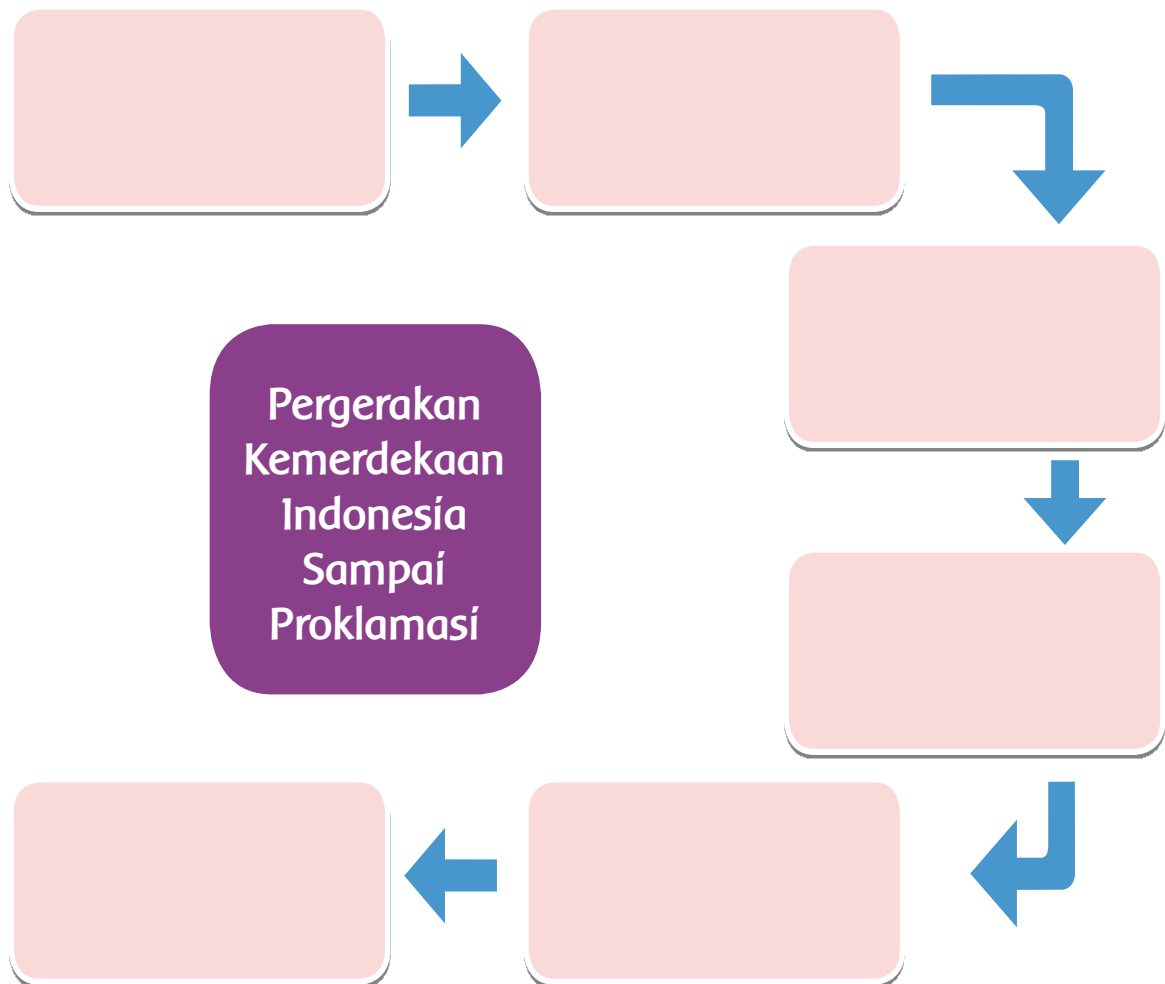 Pergerakan
Kemerdekaan
Indonesia
Sampai
Proklamasi